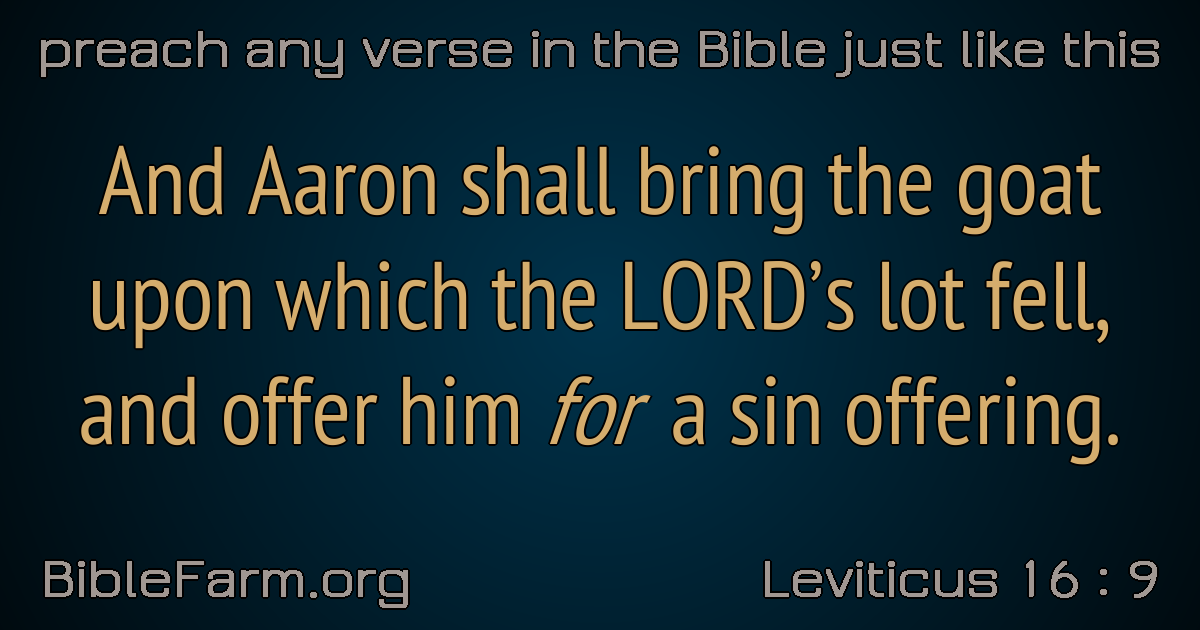 preach any verse in the Bible just like this
And Aaron shall bring the goat
upon which the LORD’s lot fell,
and offer him for a sin offering.
BibleFarm.org
Leviticus 16 : 9